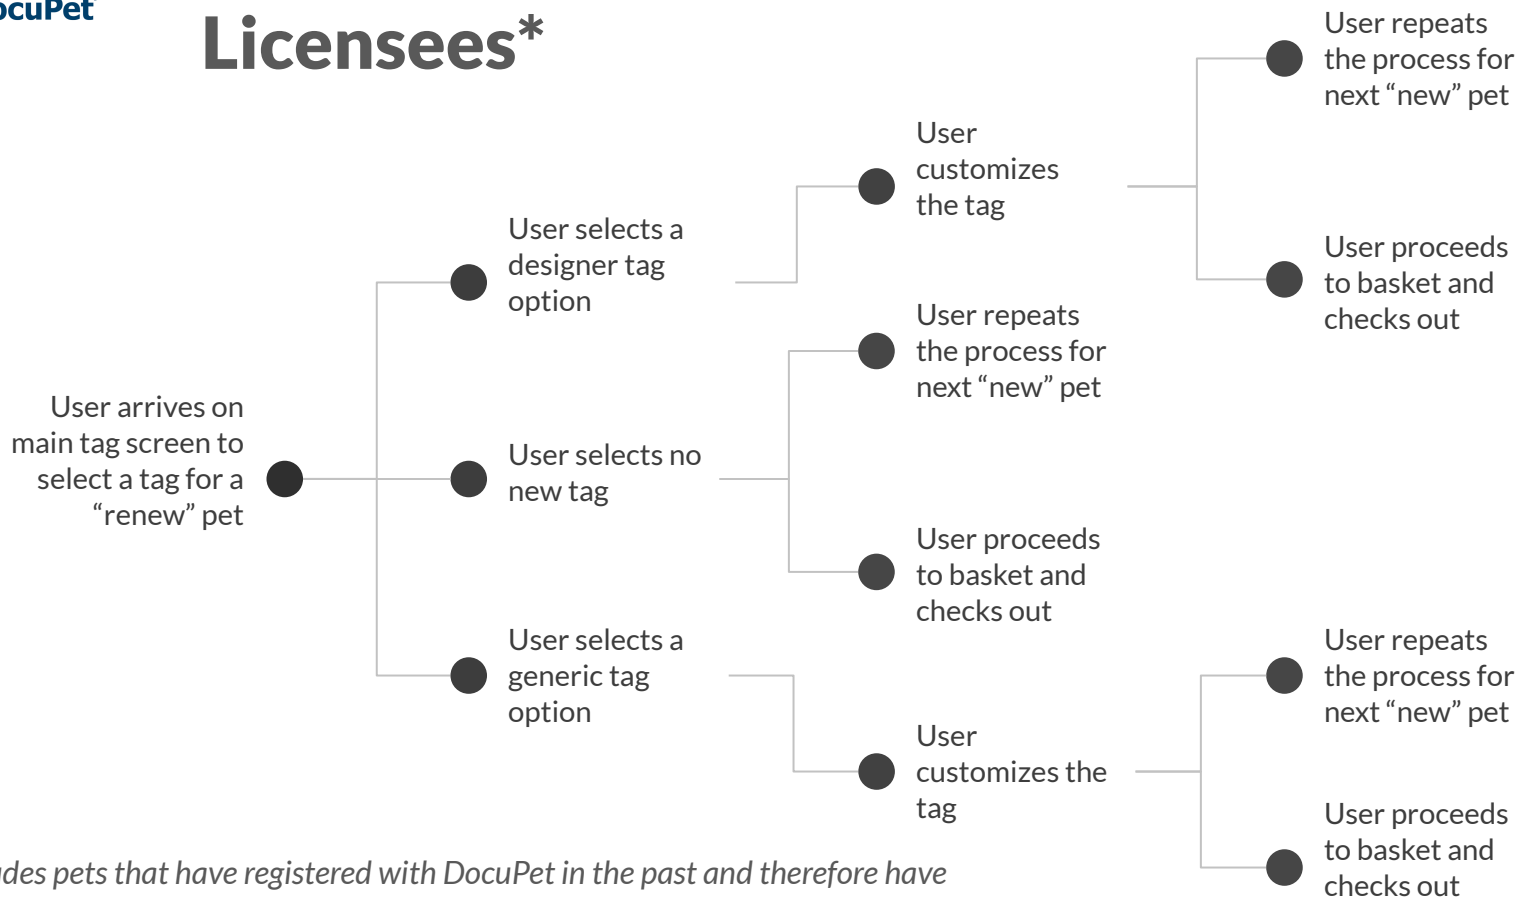 ocuPet
Licensees*
User repeats
the process for
next “new” pet
User
customizes
the tag
User selects a
designer tag
option
User proceeds
to basket and
checks out
User repeats
the process for
next “new” pet
User arrives on
main tag screen to
select a tag for a
“renew” pet
User selects no
new tag
User proceeds
to basket and
checks out
User selects a
generic tag
option
User repeats
the process for
next “new” pet
User
customizes the
tag
User proceeds
to basket and
checks out
des pets that have registered with DocuPet in the past and therefore have